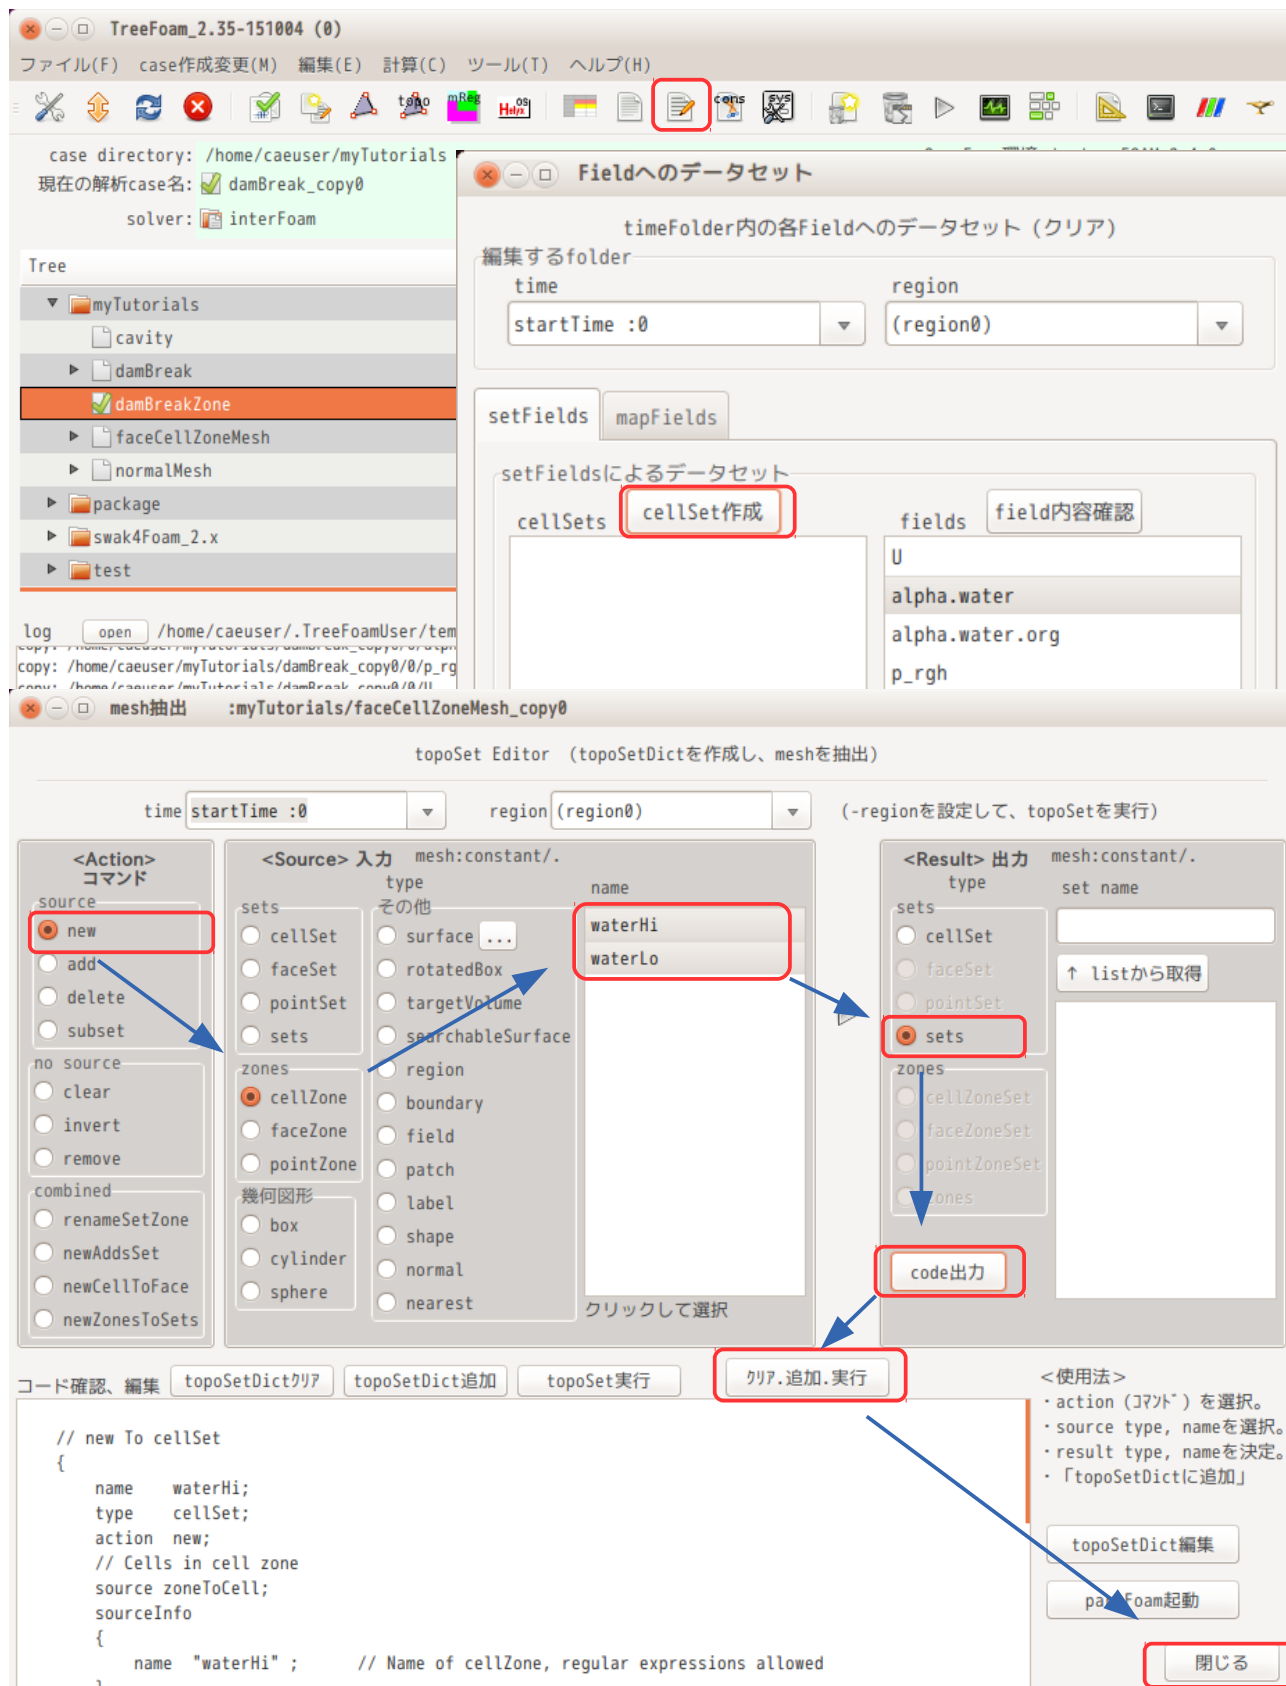 TreeFoam_2.35-151004 (0)
ファイル(F) case作成変更(M) 編集(E) 計算(C) ツール(T) ヘルプ(H)
topo mReg Helyx OS cons sys
case directory: /home/caeuser/myTutorials
現在の解析case名: damBreak_copy0
solver: interFoam
Tree
myTutorials
cavity
damBreak
damBreakZone
faceCellZoneMesh
normalMesh
package
swak4Foam_2.x
test
log open /home/caeuser/.TreeFoamUser/tem
copy: /home/caeuser/myTutorials/damBreak_copy0/0/p_rg
copy: /home/caeuser/myTutorials/damBreak_copy0/0/U
Fieldへのデータセット
timeFolder内の各Fieldへのデータセット (クリア)
編集するfolder
time region
startTime :0 (region0)
setFields mapFields
setFieldsによるデータセット
cellSets cellSet作成 fields field内容確認
U
alpha.water
alpha.water.org
p_rgh
mesh抽出 :myTutorials/faceCellZoneMesh_copy0
topoSet Editor (topoSetDictを作成し、meshを抽出)
time startTime :0 region (region0) (-regionを設定して、topoSetを実行)
<Action>
コマンド
source
new
add
delete
subset
no source
clear
invert
remove
combined
renameSetZone
newAddsSet
newCellToFace
newZonesToSets
<Source> 入力 mesh:constant/.
type
sets
cellSet
faceSet
pointSet
sets
zones
cellZone
faceZone
pointZone
幾何図形
box
cylinder
sphere
その他
surface ...
rotatedBox
targetVolume
searchableSurface
region
boundary
field
patch
label
shape
normal
nearest
name
waterHi
waterLo
クリックして選択
<Result> 出力 mesh:constant/.
type set name
sets
cellSet
faceSet
pointSet
sets
zones
cellZoneSet
faceZoneSet
pointZoneSet
zones
↑ listから取得
code出力
コード確認、編集 topoSetDictクリア topoSetDict追加 topoSet実行 クリア.追加.実行
// new To cellSet
{
name waterHi;
type cellSet;
action new;
// Cells in cell zone
source zoneToCell;
sourceInfo
{
name "waterHi" ; // Name of cellZone, regular expressions allowed
<使用法>
・action (コマンド) を選択。
・source type, nameを選択。
・result type, nameを決定。
・「topoSetDictに追加」
topoSetDict編集
閉じる